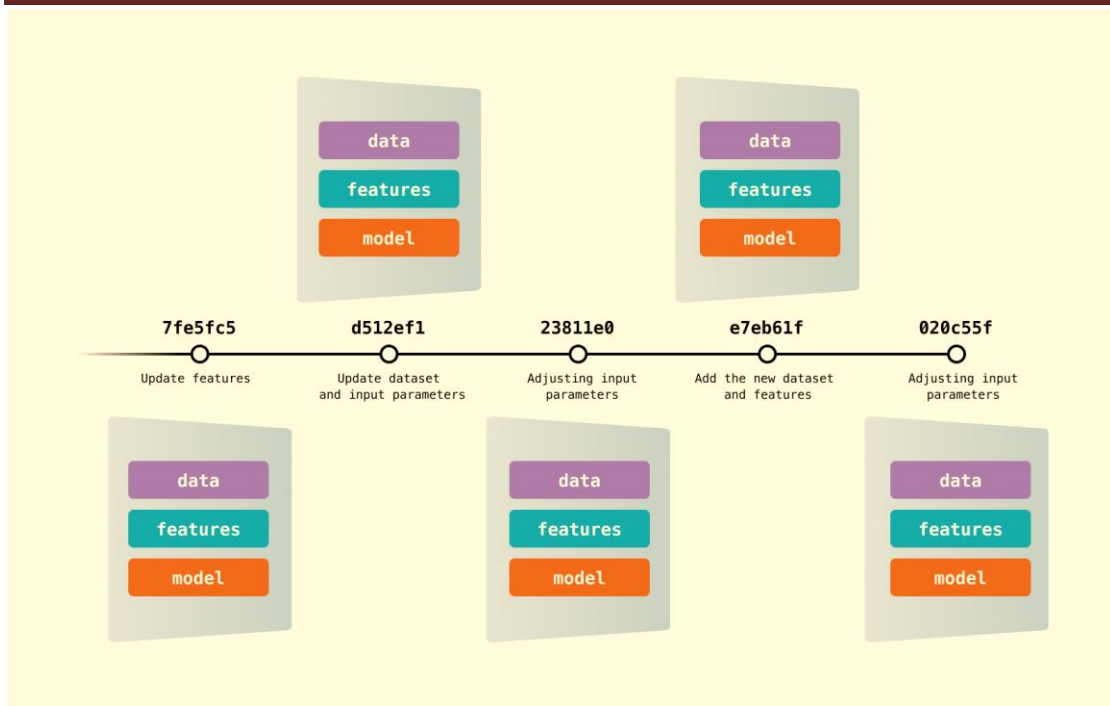 data
features
model
data
features
model
7fe5fc5
d512ef1
23811e0
e7eb61f
020c55f
Update features
Update dataset
and input parameters
Adjusting input
parameters
Add the new dataset
and features
Adjusting input
parameters
data
features
model
data
features
model
data
features
model